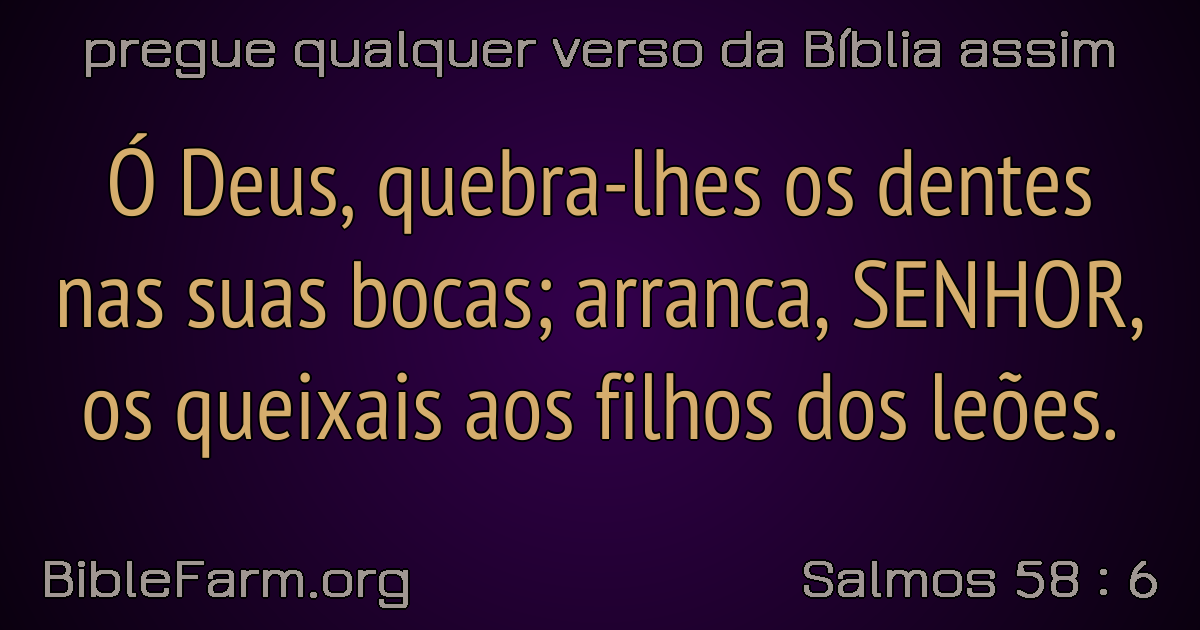 pregue qualquer verso da Bíblia assim
Ó Deus, quebra-lhes os dentes
nas suas bocas; arranca, SENHOR,
os queixais aos filhos dos leões.
BibleFarm.org
Salmos 58 : 6